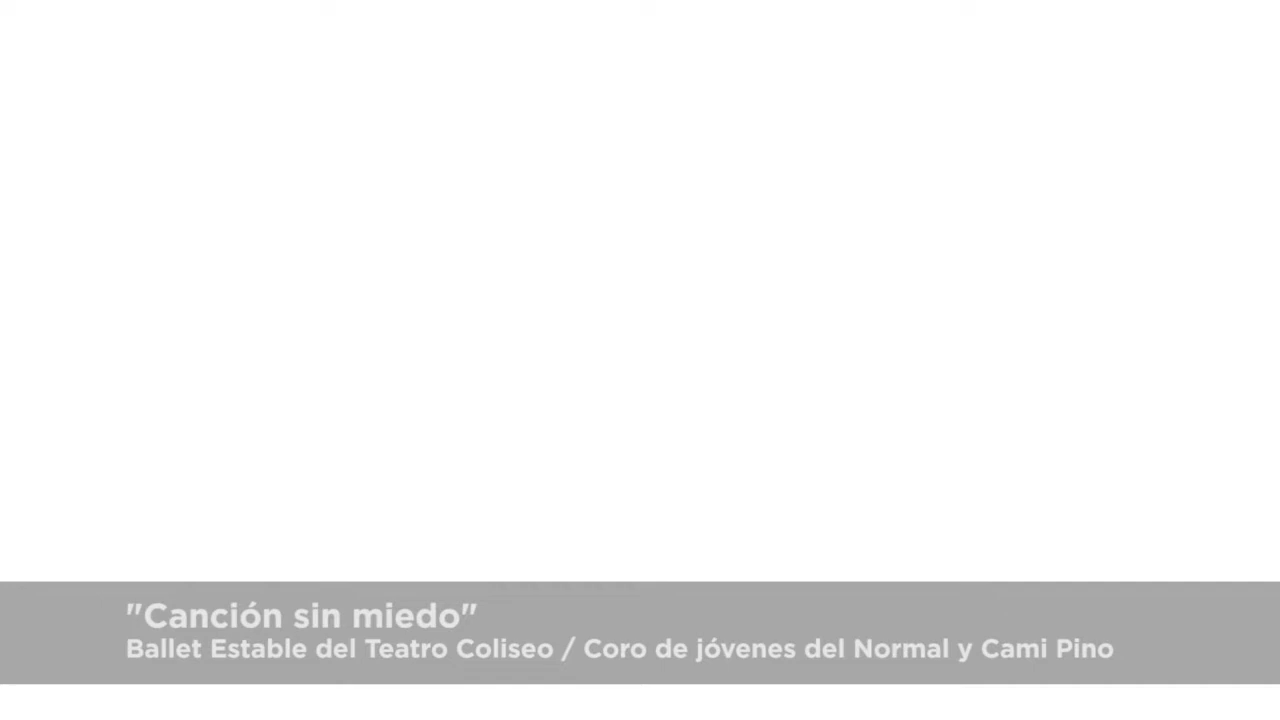 "Canción sin miedo"
Ballet Estable del Teatro Coliseo / Coro de jóvenes del Normal y Cami Pino